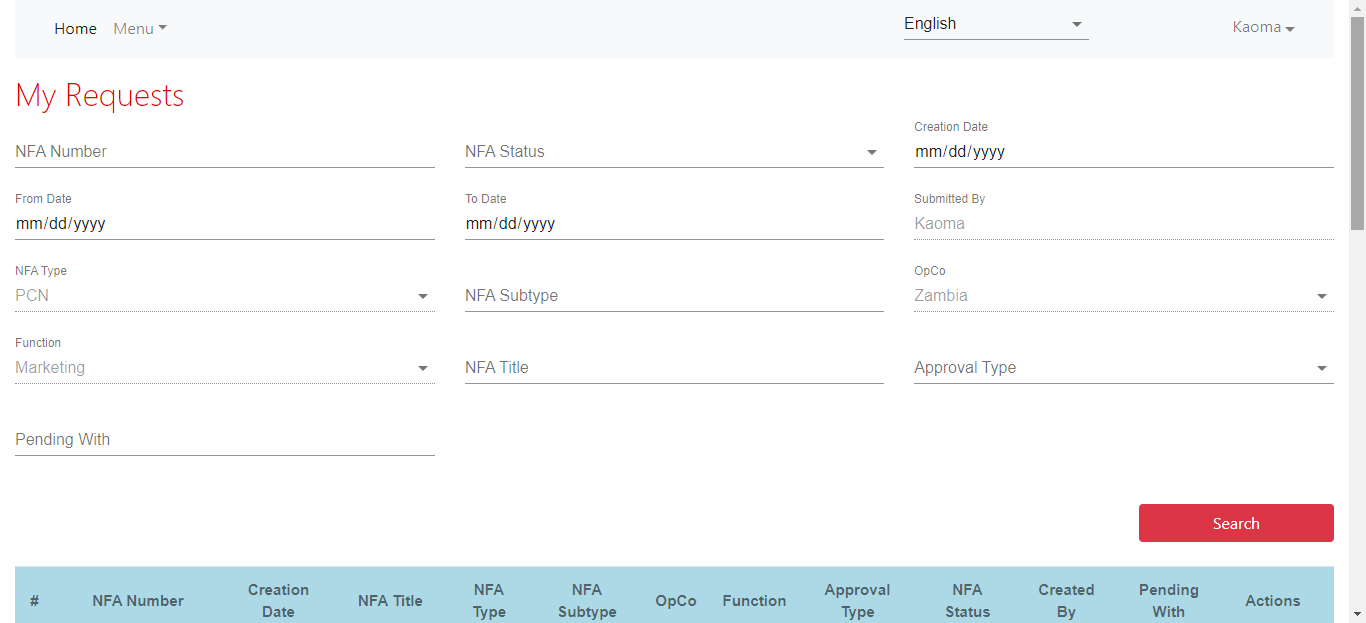 Home Menu English Kaoma
My Requests
Creation Date
NFA Number NFA Status mm/dd/yyyy
From Date To Date Submitted By
mm/dd/yyyy mm/dd/yyyy Kaoma
NFA Type OpCo
PCN NFA Subtype Zambia
Function
Marketing NFA Title Approval Type
Pending With
Search
# NFA Number Creation Date NFA Title NFA Type NFA Subtype OpCo Function Approval Type NFA Status Created By Pending With Actions